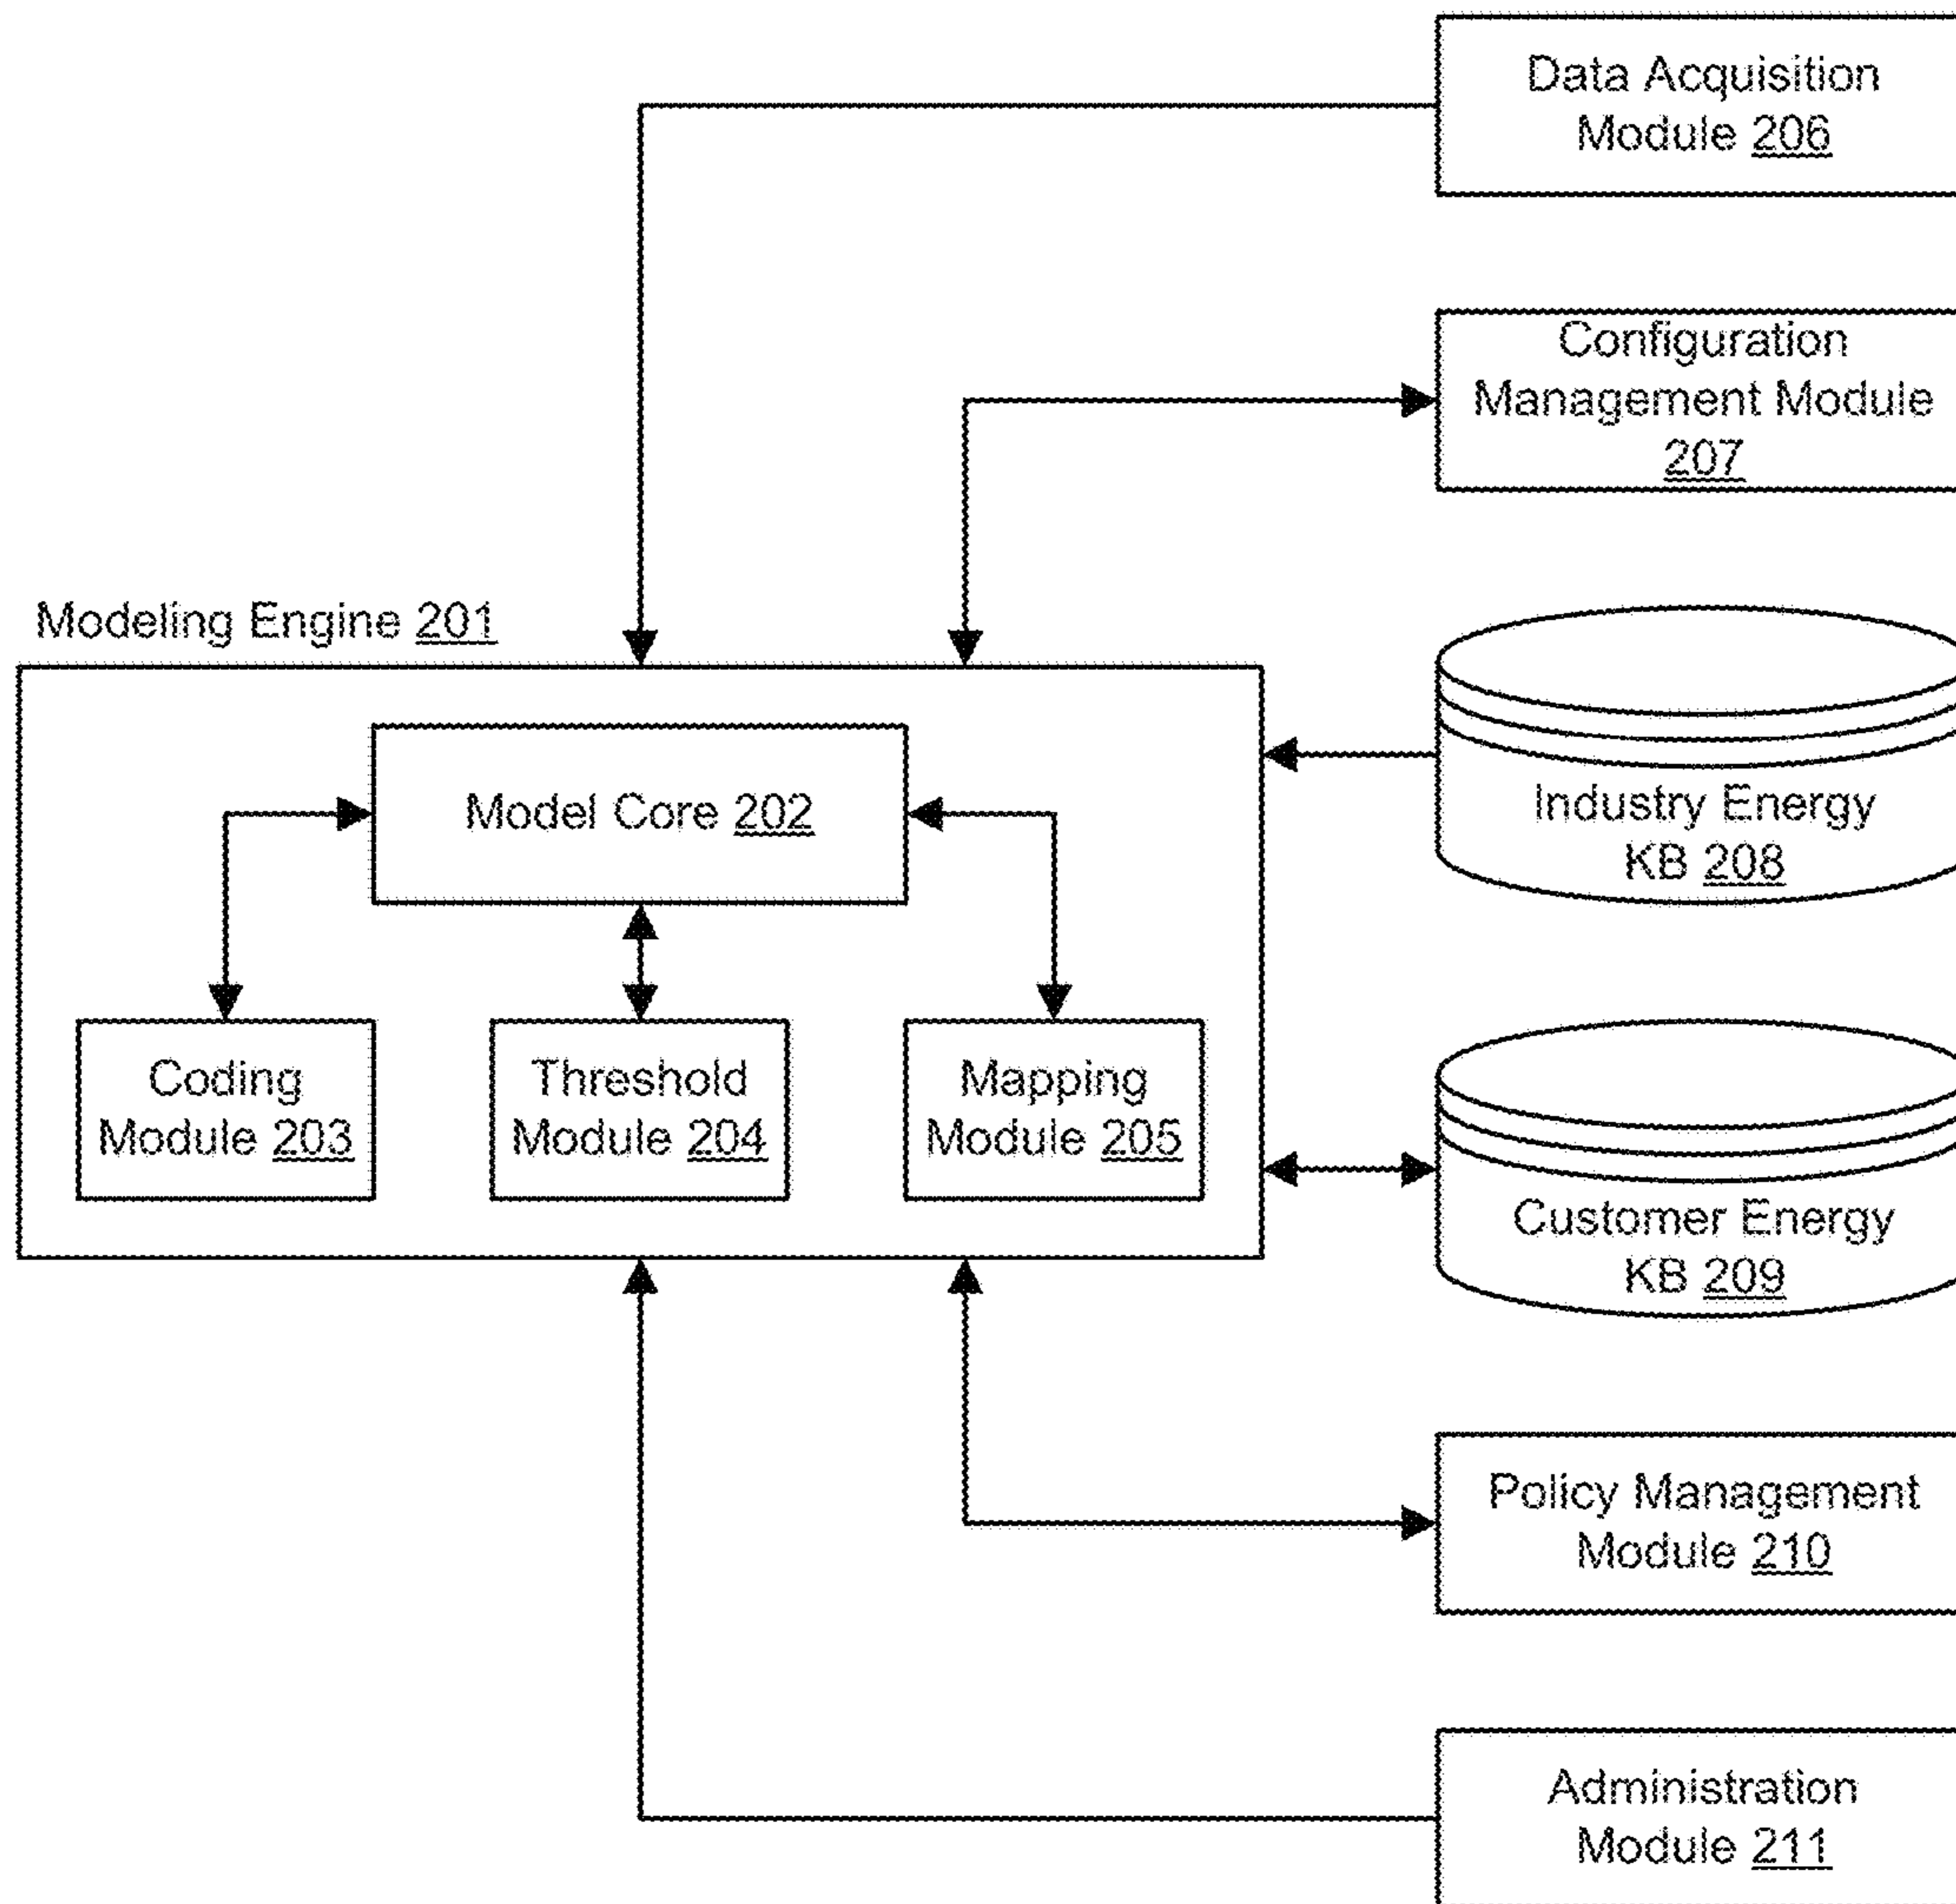 Data Acquisition
Module 206
Configuration
Management Module
207
Modeling Engine 201
Model Core 202
Industry Energy
KB 208
Coding
Module 203
Threshold
Module 204
Mapping
Module 205
Customer Energy
KB 209
Policy Management
Module 210
Administration
Module 211